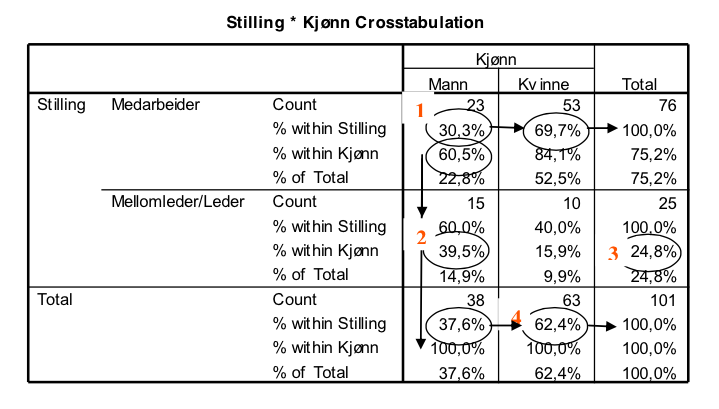 Stilling * Kjønn Crosstabulation
Kjønn
Mann Kvinne Total
Stilling Medarbeider Count 1 23 53 76
% within Stilling 30,3% 69,7% 100,0%
% within Kjønn 60,5% 84,1% 75,2%
% of Total 22,8% 52,5% 75,2%
Mellomleder/Leder Count 15 10 25
% within Stilling 2 60,0% 40,0% 100,0%
% within Kjønn 39,5% 15,9% 3 24,8%
% of Total 14,9% 9,9% 24,8%
Total Count 38 63 101
% within Stilling 37,6% 4 62,4% 100,0%
% within Kjønn 100,0% 100,0% 100,0%
% of Total 37,6% 62,4% 100,0%